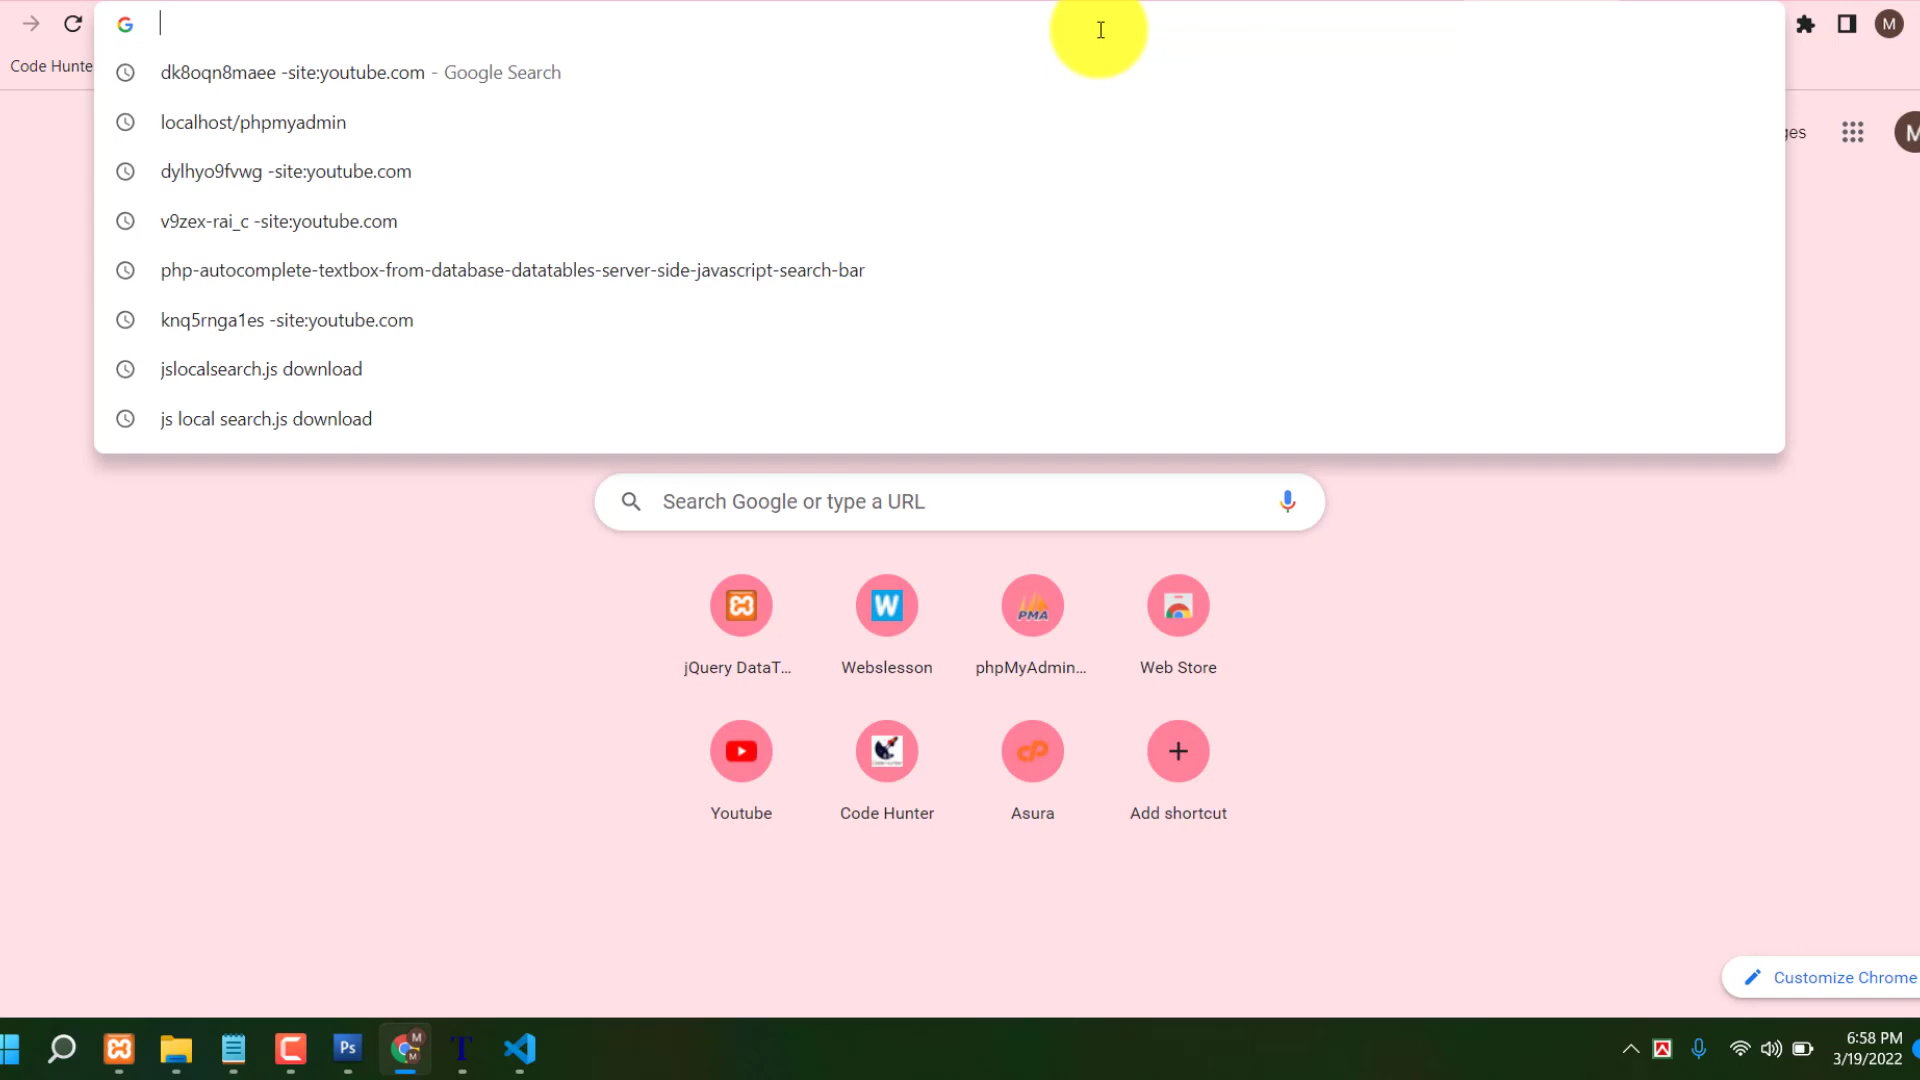 M
Code Hunte
dk8oqn8maee -site:youtube.com - Google Search
localhost/phpmyadmin
dylhyo9fvwg -site:youtube.com
v9zex-rai_c -site:youtube.com
php-autocomplete-textbox-from-database-datatables-server-side-javascript-search-bar
knq5rnga1es -site:youtube.com
jslocalsearch.js download
js local search.js download
ges
M
Search Google or type a URL
W
PMA
jQuery DataT...
Webslesson
phpMyAdmin...
Web Store
Youtube
Code Hunter
Asura
Add shortcut
Customize Chrome
Ps
M
M
T
6:58 PM
3/19/2022